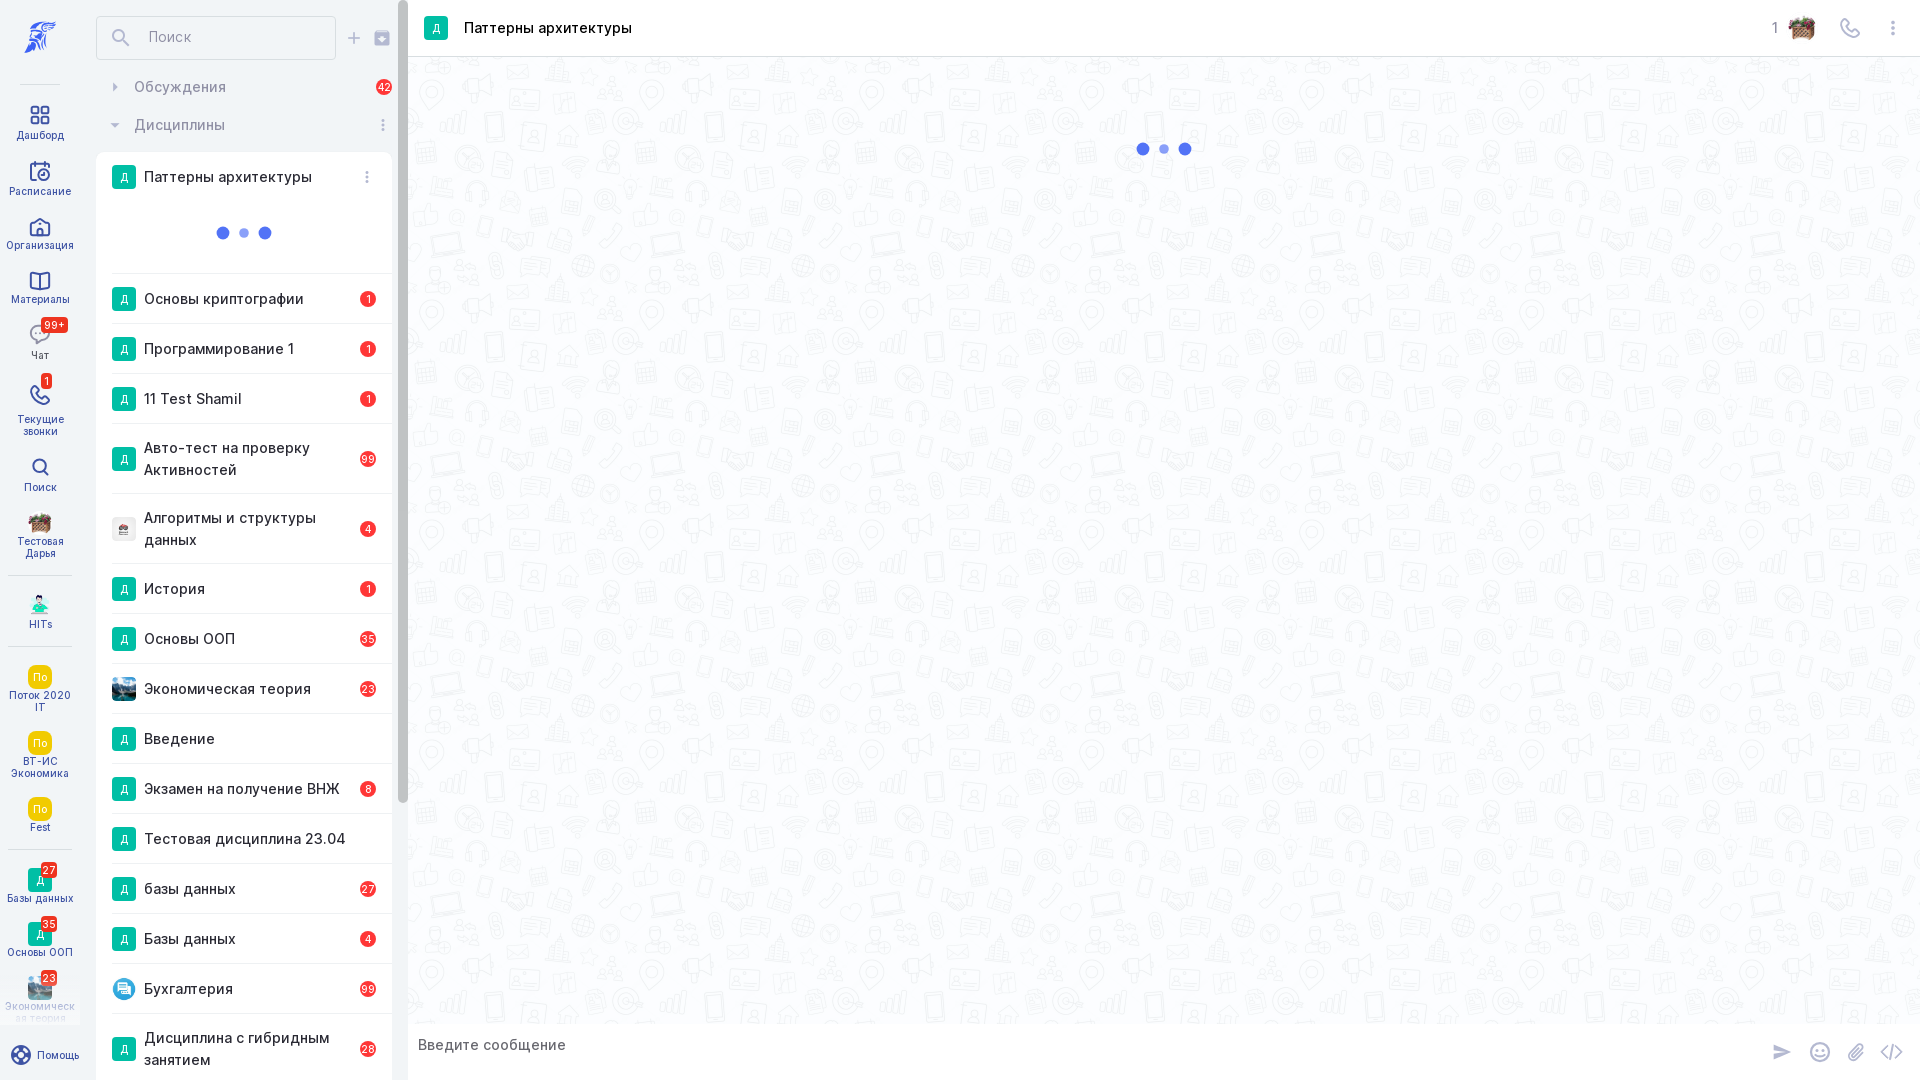 Дашборд
Расписание
Организация
Материалы
99+
Чат
1
Текущие
звонки
Поиск
Тестовая
Дарья
HITs
По
Поток 2020
IT
По
ВТ-ИС
Экономика
По
Fest
27
Д
Базы данных
35
Д
Основы ООП
23
Экономическ
ая теория
Помощь
Поиск
Обсуждения
42
Дисциплины
Д
Паттерны архитектуры
Д
Основы криптографии
1
Д
Программирование 1
1
Д
11 Test Shamil
1
Д
Авто-тест на проверку
Активностей
99
Алгоритмы и структуры
данных
4
Д
История
1
Д
Основы ООП
35
Экономическая теория
23
Д
Введение
Д
Экзамен на получение ВНЖ
8
Д
Тестовая дисциплина 23.04
Д
базы данных
27
Д
Базы данных
4
Бухгалтерия
99
Д
Дисциплина с гибридным
занятием
28
Д
Паттерны архитектуры
1
Введите сообщение